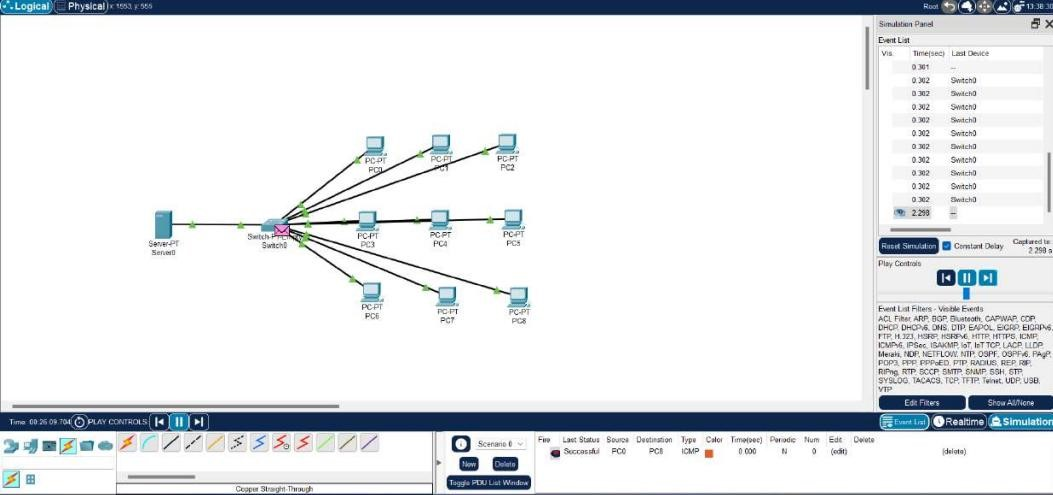 Logical Physical x: 1553, y: 555
Root 13:38:30
Simulation Panel
Event List
Vis. Time(sec) Last Device
0.301 --
0.302 Switch0
0.302 Switch0
0.302 Switch0
0.302 Switch0
0.302 Switch0
0.302 Switch0
0.302 Switch0
0.302 Switch0
0.302 Switch0
0.302 Switch0
2.298 --
Reset Simulation Constant Delay Captured to:
2.298 s
Play Controls
Event List Filters - Visible Events
ACL Filter, ARP, BGP, Bluetooth, CAPWAP, CDP,
DHCP, DHCPv6, DNS, DTP, EAPOL, EIGRP, EIGRPv6,
FTP, H.323, HSRP, HSRPv6, HTTP, HTTPS, ICMP,
ICMPv6, IPSec, ISAKMP, IoT, IoT TCP, LACP, LLDP,
Meraki, NDP, NETFLOW, NTP, OSPF, OSPFv6, PAgP,
POP3, PPP, PPPoED, PTP, RADIUS, REP, RIP,
RIPng, RTP, SCCP, SMTP, SNMP, SSH, STP,
SYSLOG, TACACS, TCP, TFTP, Telnet, UDP, USB,
VTP
Edit Filters Show All/None
PC-PT
PC0
PC-PT
PC1
PC-PT
PC2
Server-PT
Server0
Switch0
PC-PT
PC3
PC-PT
PC4
PC-PT
PC5
PC-PT
PC6
PC-PT
PC7
PC-PT
PC8
Time: 00:26:09.704 PLAY CONTROLS:
Event List Realtime Simulation
Scenario 0
New Delete
Toggle PDU List Window
Fire Last Status Source Destination Type Color Time(sec) Periodic Num Edit Delete
Successful PC0 PC8 ICMP 0.000 N 0 (edit) (delete)
Copper Straight-Through